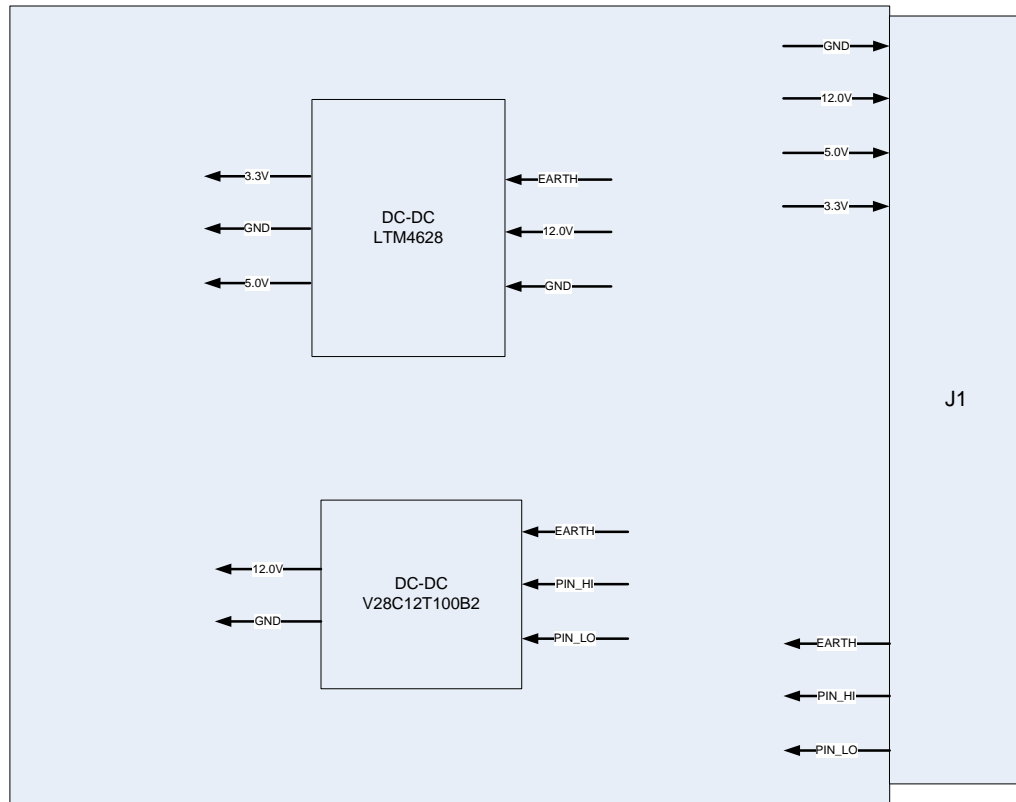 GND
12.0V
5.0V
3.3V
3.3V
GND
5.0V
DC-DC
LTM4628
EARTH
12.0V
GND
J1
12.0V
GND
DC-DC
V28C12T100B2
EARTH
PIN_HI
PIN_LO
EARTH
PIN_HI
PIN_LO